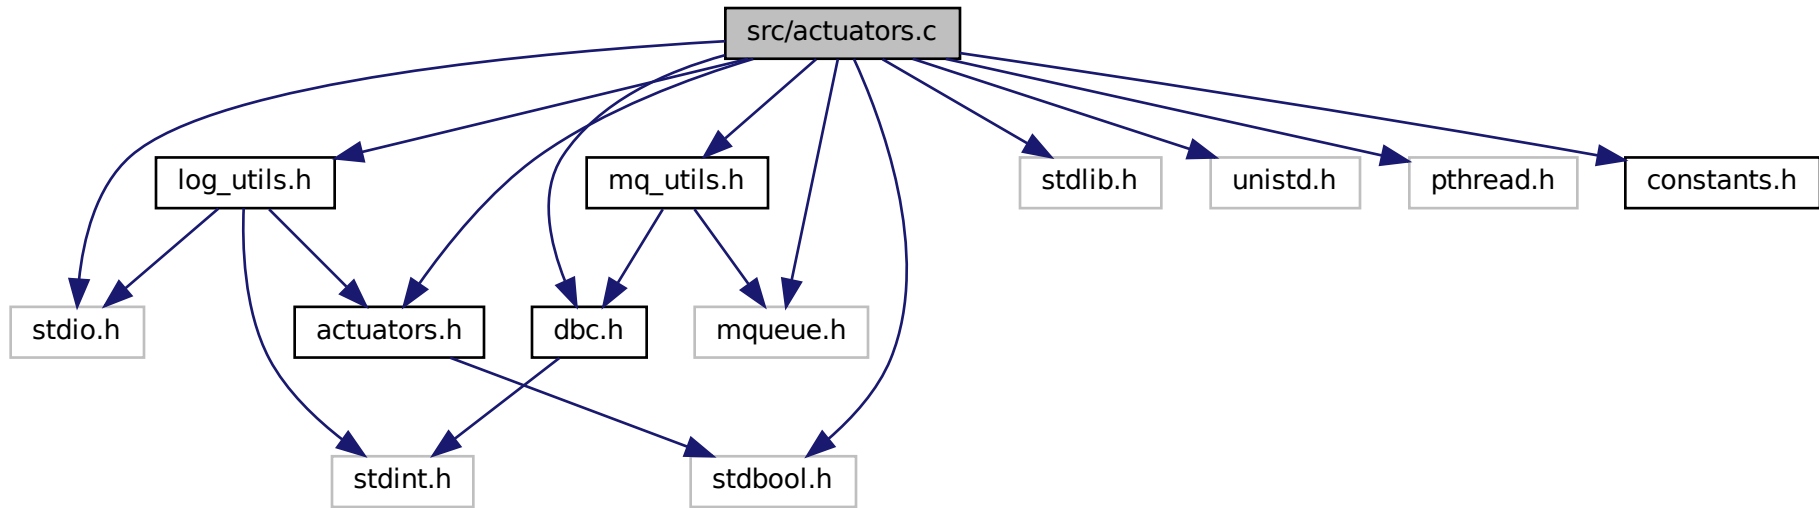 src/actuators.c
log_utils.h
mq_utils.h
stdlib.h
unistd.h
pthread.h
constants.h
stdio.h
actuators.h
dbc.h
mqueue.h
stdint.h
stdbool.h